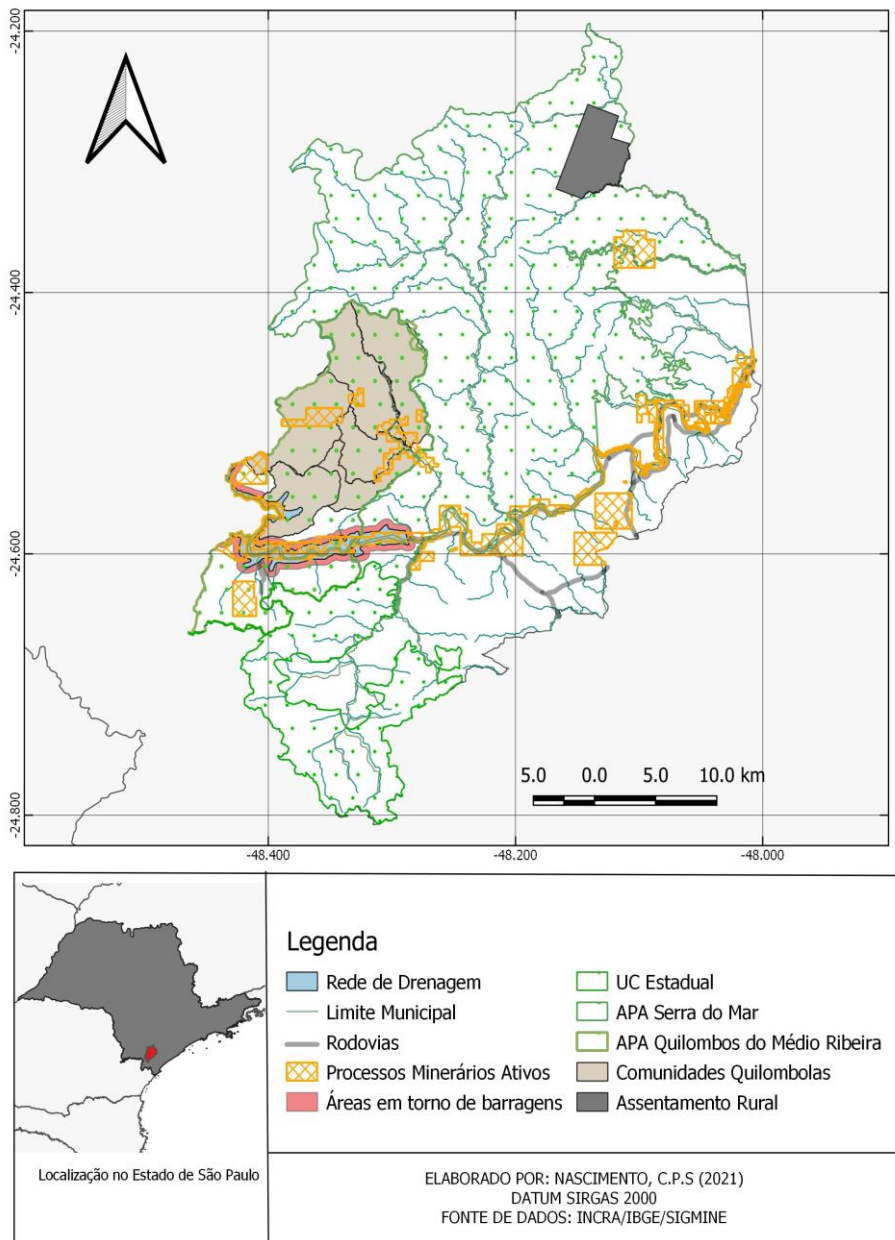 -24.200
-24.400
-24.600
-24.800
5.0 0.0 5.0 10.0 km
-48.400 -48.200 -48.000
Legenda
Rede de Drenagem
Limite Municipal
Rodovias
Processos Minerários Ativos
Áreas em torno de barragens
UC Estadual
APA Serra do Mar
APA Quilombos do Médio Ribeira
Comunidades Quilombolas
Assentamento Rural
Localização no Estado de São Paulo
ELABORADO POR: NASCIMENTO, C.P.S (2021)
DATUM SIRGAS 2000
FONTE DE DADOS: INCRA/IBGE/SIGMINE